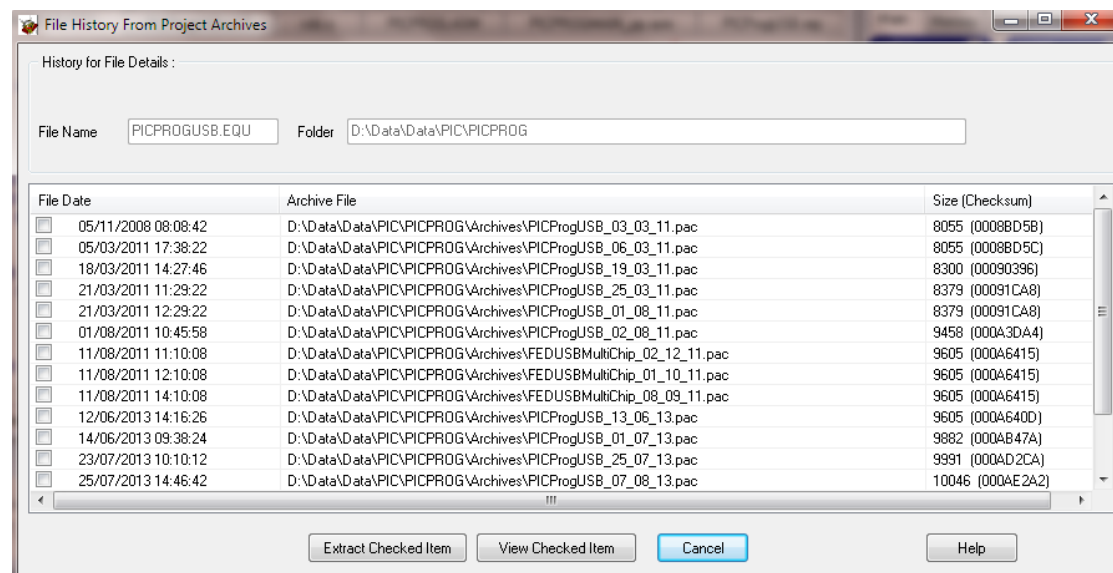 File History From Project Archives
History for File Details :
File Name PICPROGUSB.EQU Folder D:\Data\Data\PIC\PICPROG
File Date Archive File Size (Checksum)
05/11/2008 08:08:42 D:\Data\Data\PIC\PICPROG\Archives\PICProgUSB_03_03_11.pac 8055 (0008BD5B)
05/03/2011 17:38:22 D:\Data\Data\PIC\PICPROG\Archives\PICProgUSB_06_03_11.pac 8055 (0008BD5C)
18/03/2011 14:27:46 D:\Data\Data\PIC\PICPROG\Archives\PICProgUSB_19_03_11.pac 8300 (00090396)
21/03/2011 11:29:22 D:\Data\Data\PIC\PICPROG\Archives\PICProgUSB_25_03_11.pac 8379 (00091CA8)
21/03/2011 12:29:22 D:\Data\Data\PIC\PICPROG\Archives\PICProgUSB_01_08_11.pac 8379 (00091CA8)
01/08/2011 10:45:58 D:\Data\Data\PIC\PICPROG\Archives\PICProgUSB_02_08_11.pac 9458 (000A3DA4)
11/08/2011 11:10:08 D:\Data\Data\PIC\PICPROG\Archives\FEDUSBMultiChip_02_12_11.pac 9605 (000A6415)
11/08/2011 12:10:08 D:\Data\Data\PIC\PICPROG\Archives\FEDUSBMultiChip_01_10_11.pac 9605 (000A6415)
11/08/2011 14:10:08 D:\Data\Data\PIC\PICPROG\Archives\FEDUSBMultiChip_08_09_11.pac 9605 (000A6415)
12/06/2013 14:16:26 D:\Data\Data\PIC\PICPROG\Archives\PICProgUSB_13_06_13.pac 9605 (000A640D)
14/06/2013 09:38:24 D:\Data\Data\PIC\PICPROG\Archives\PICProgUSB_01_07_13.pac 9882 (000AB47A)
23/07/2013 10:10:12 D:\Data\Data\PIC\PICPROG\Archives\PICProgUSB_25_07_13.pac 9991 (000AD2CA)
25/07/2013 14:46:42 D:\Data\Data\PIC\PICPROG\Archives\PICProgUSB_07_08_13.pac 10046 (000AE2A2)
Extract Checked Item View Checked Item Cancel Help